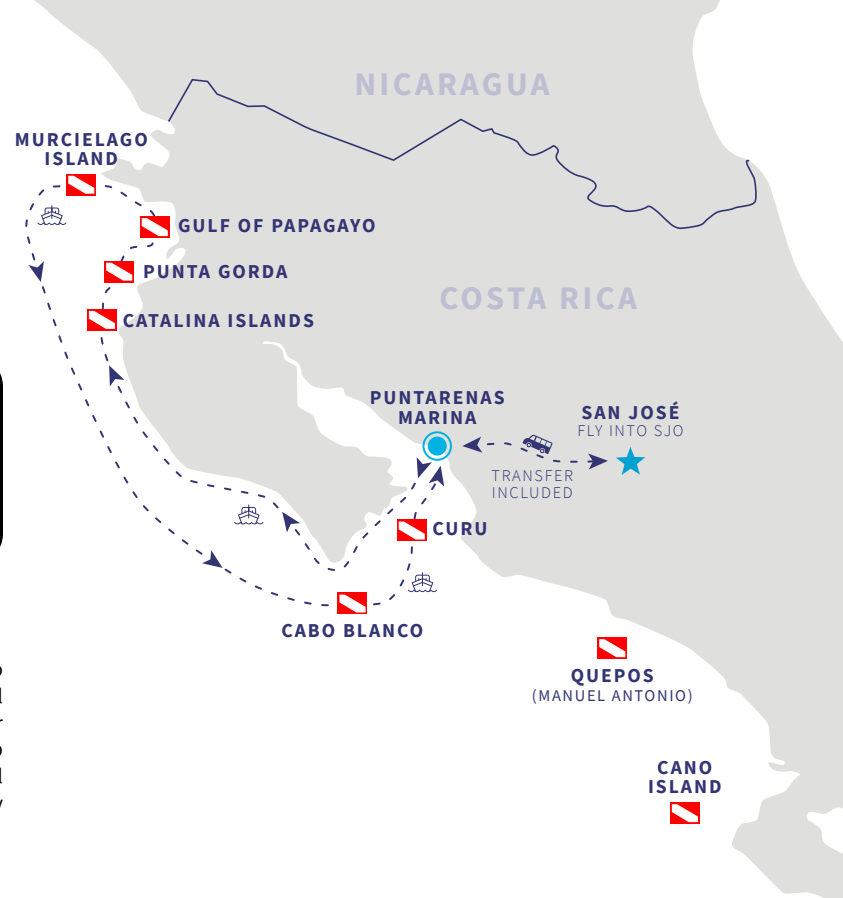 NICARAGUA
MURCIELAGO
ISLAND
GULF OF PAPAGAYO
PUNTA GORDA
COSTA RICA
CATALINA ISLANDS
PUNTARENAS
MARINA
SAN JOSÉ
FLY INTO SJO
TRANSFER
INCLUDED
CURU
CABO BLANCO
QUEPOS
(MANUEL ANTONIO)
CANO
ISLAND